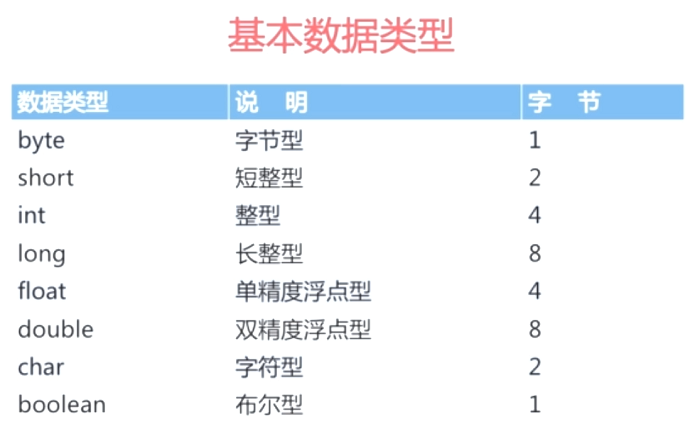 基本数据类型
数据类型 说 明 字 节
byte 字节型 1
short 短整型 2
int 整型 4
long 长整型 8
float 单精度浮点型 4
double 双精度浮点型 8
char 字符型 2
boolean 布尔型 1